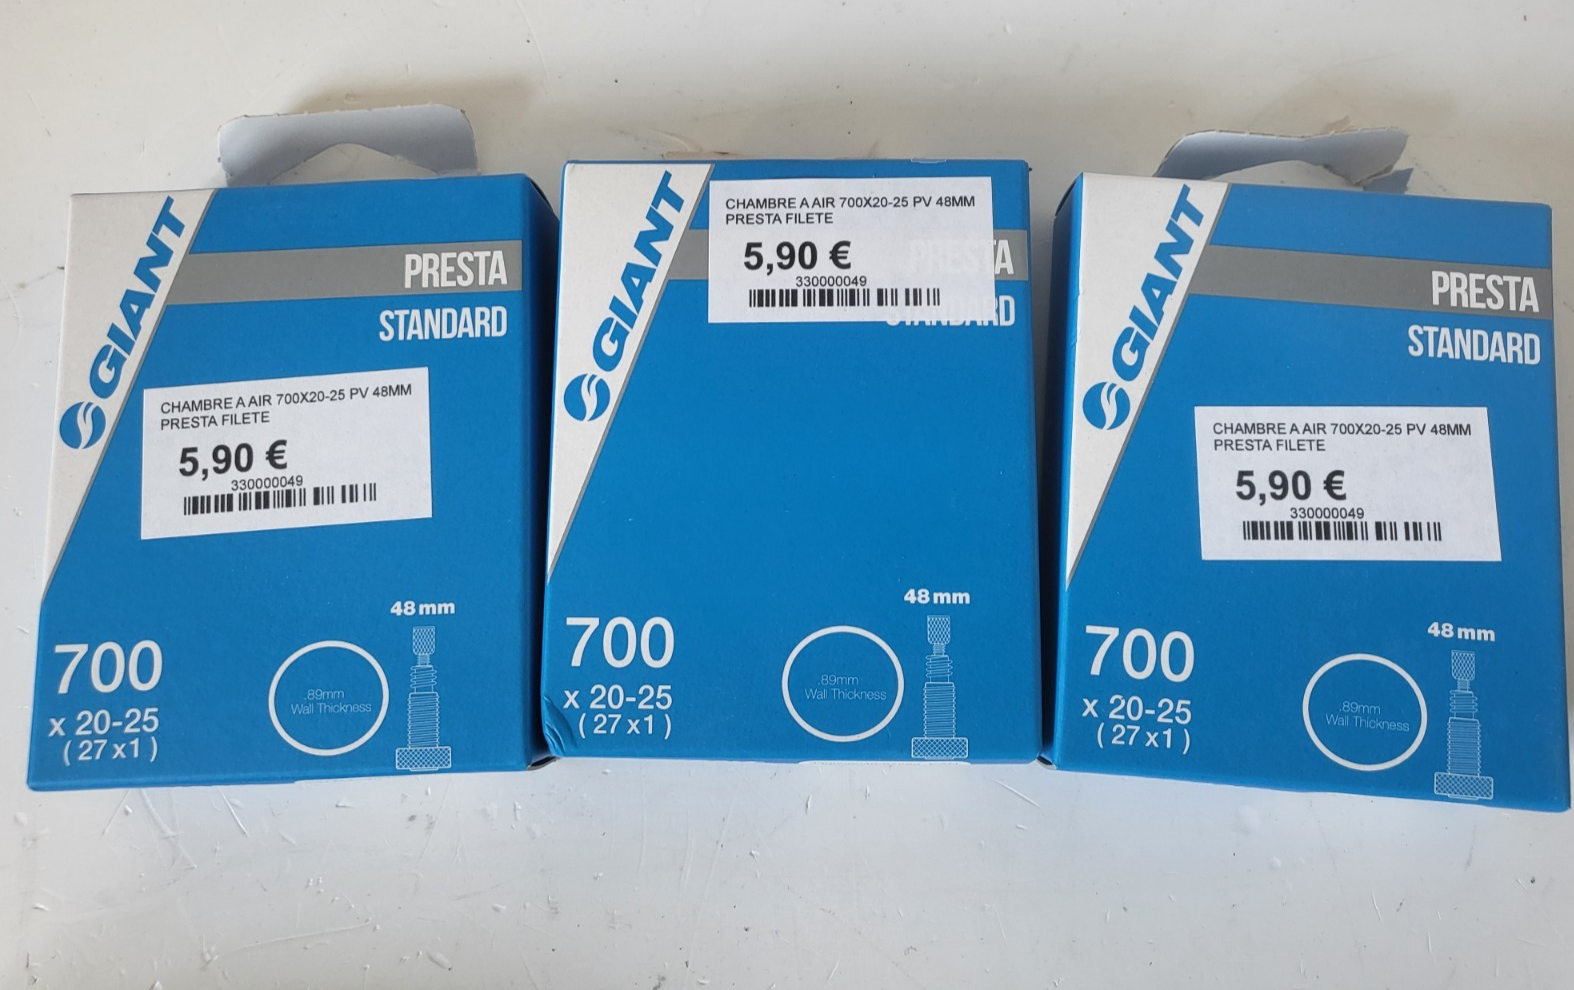 GIANT
PRESTA
STANDARD
CHAMBRE A AIR 700X20-25 PV 48MM
PRESTA FILETE
5,90 €
330000049
48 mm
700
x 20-25
( 27 x 1 )
.89mm
Wall Thickness
GIANT
CHAMBRE A AIR 700X20-25 PV 48MM
PRESTA FILETE
5,90 €
330000049
PRESTA
STANDARD
48 mm
700
x 20-25
( 27 x 1 )
.89mm
Wall Thickness
GIANT
PRESTA
STANDARD
CHAMBRE A AIR 700X20-25 PV 48MM
PRESTA FILETE
5,90 €
330000049
48 mm
700
x 20-25
( 27 x 1 )
.89mm
Wall Thickness